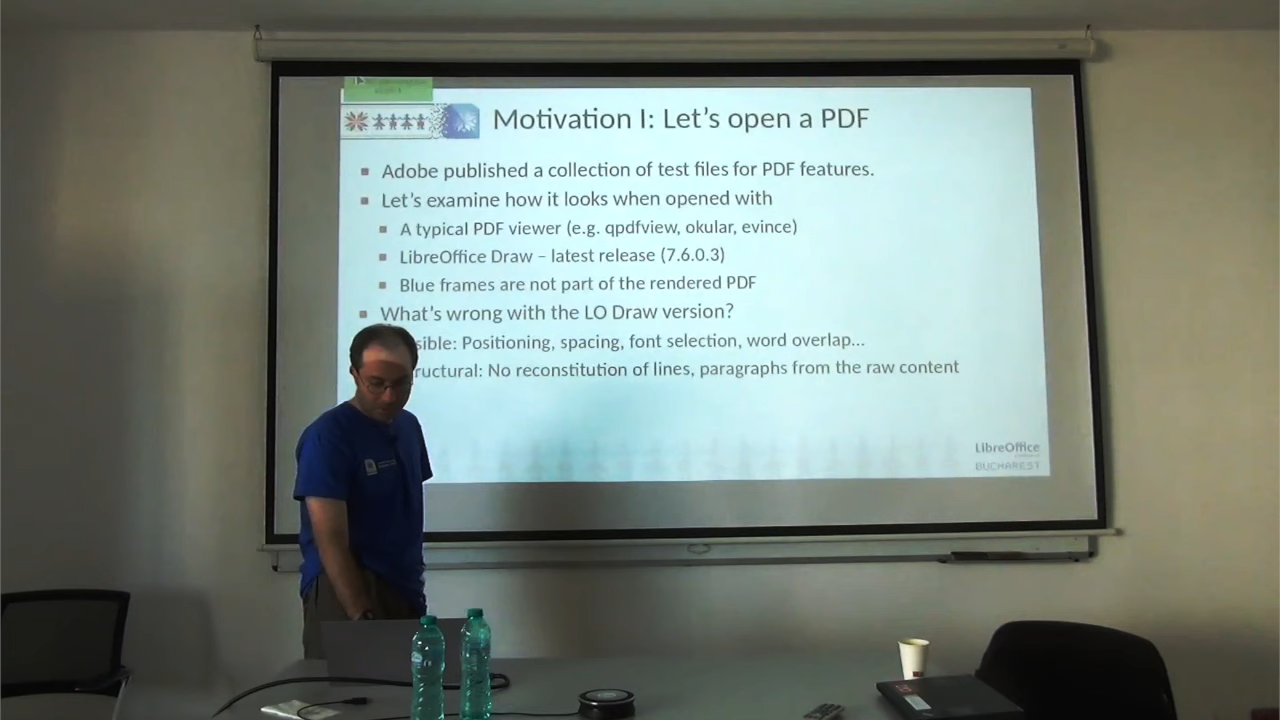 Motivation I: Let's open a PDF
Adobe published a collection of test files for PDF features.
Let's examine how it looks when opened with
A typical PDF viewer (e.g. qpdfview, okular, evince)
LibreOffice Draw – latest release (7.6.0.3)
Blue frames are not part of the rendered PDF
What's wrong with the LO Draw version?
sible: Positioning, spacing, font selection, word overlap...
ructural: No reconstitution of lines, paragraphs from the raw content
LibreOffice
BUCHAREST